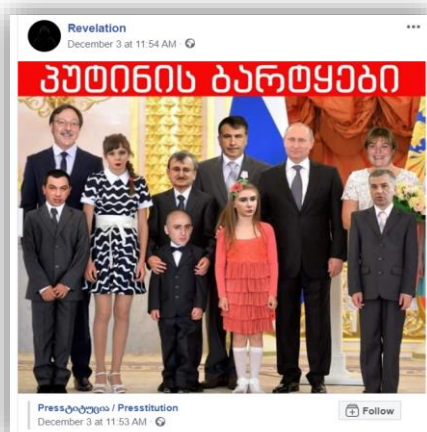 Revelation
December 3 at 11:54 AM
პუტინის ბარტყები
Pressტიტუცია / Presstitution
December 3 at 11:53 AM
Follow